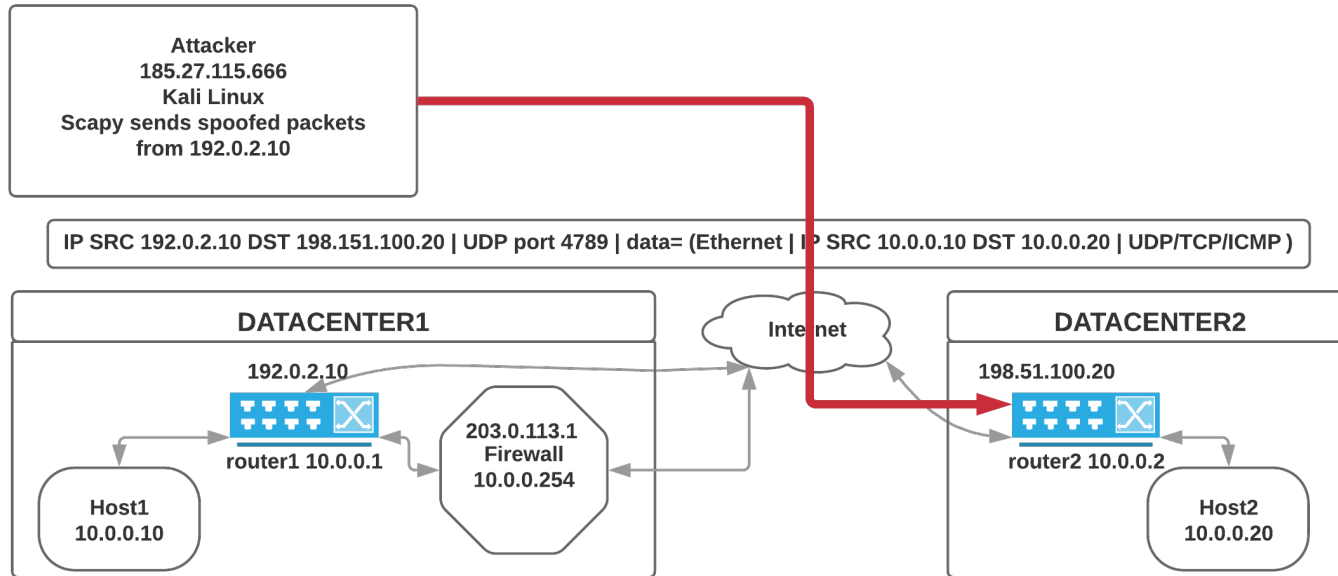 Attacker
185.27.115.666
Kali Linux
Scapy sends spoofed packets
from 192.0.2.10
IP SRC 192.0.2.10 DST 198.151.100.20 | UDP port 4789 | data= (Ethernet | IP SRC 10.0.0.10 DST 10.0.0.20 | UDP/TCP/ICMP )
DATACENTER1
192.0.2.10
router1 10.0.0.1
203.0.113.1
Firewall
10.0.0.254
Host1
10.0.0.10
Internet
DATACENTER2
198.51.100.20
router2 10.0.0.2
Host2
10.0.0.20